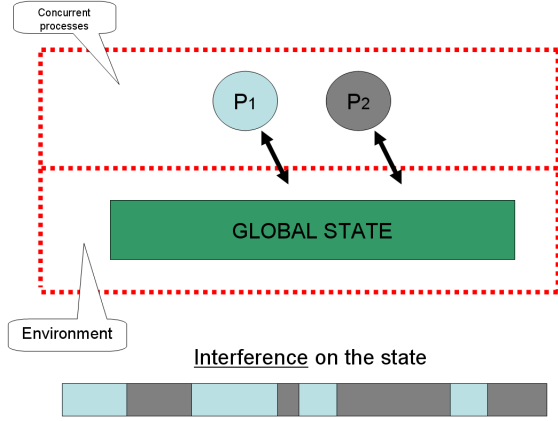 Concurrent
processes
P1
P2
GLOBAL STATE
Environment
Interference on the state